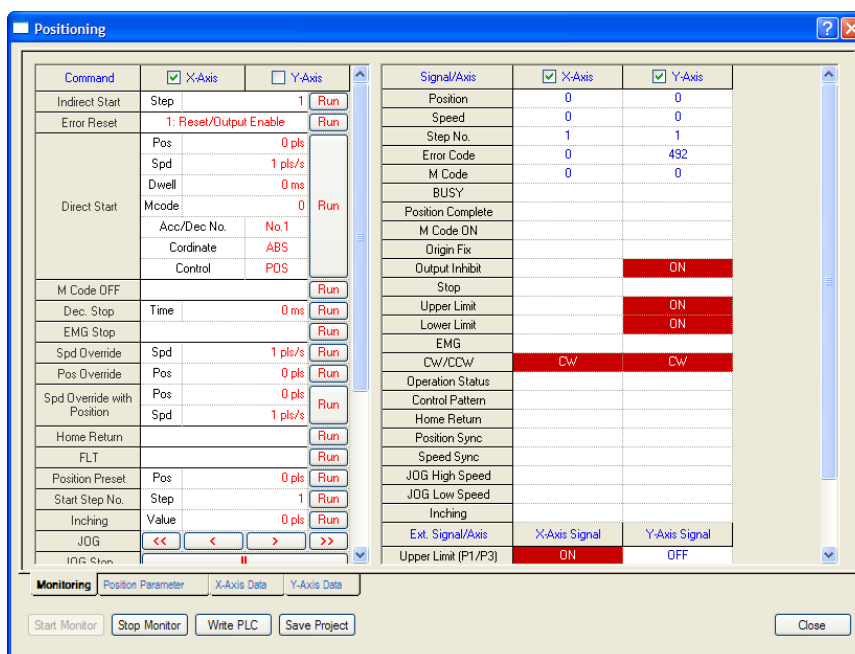 Positioning
Command X-Axis Y-Axis
Indirect Start Step 1 Run
Error Reset 1: Reset/Output Enable Run
Direct Start Run
Pos 0 pls
Spd 1 pls/s
Dwell 0 ms
Mcode 0
Acc/Dec No. No.1
Cordinate ABS
Control POS
M Code OFF Run
Dec. Stop Time 0 ms Run
EMG Stop Run
Spd Override Spd 1 pls/s Run
Pos Override Pos 0 pls Run
Spd Override with Position Run
Pos 0 pls
Spd 1 pls/s
Home Return Run
FLT Run
Position Preset Pos 0 pls Run
Start Step No. Step 1 Run
Inching Value 0 pls Run
JOG << < > >>
JOG Stop II
Signal/Axis X-Axis Y-Axis
Position 0 0
Speed 0 0
Step No. 1 1
Error Code 0 492
M Code 0 0
BUSY
Position Complete
M Code ON
Origin Fix
Output Inhibit ON
Stop
Upper Limit ON
Lower Limit ON
EMG
CW/CCW CW CW
Operation Status
Control Pattern
Home Return
Position Sync
Speed Sync
JOG High Speed
JOG Low Speed
Inching
Ext. Signal/Axis X-Axis Signal Y-Axis Signal
Upper Limit (P1/P3) ON OFF
Monitoring Position Parameter X-Axis Data Y-Axis Data
Start Monitor Stop Monitor Write PLC Save Project Close